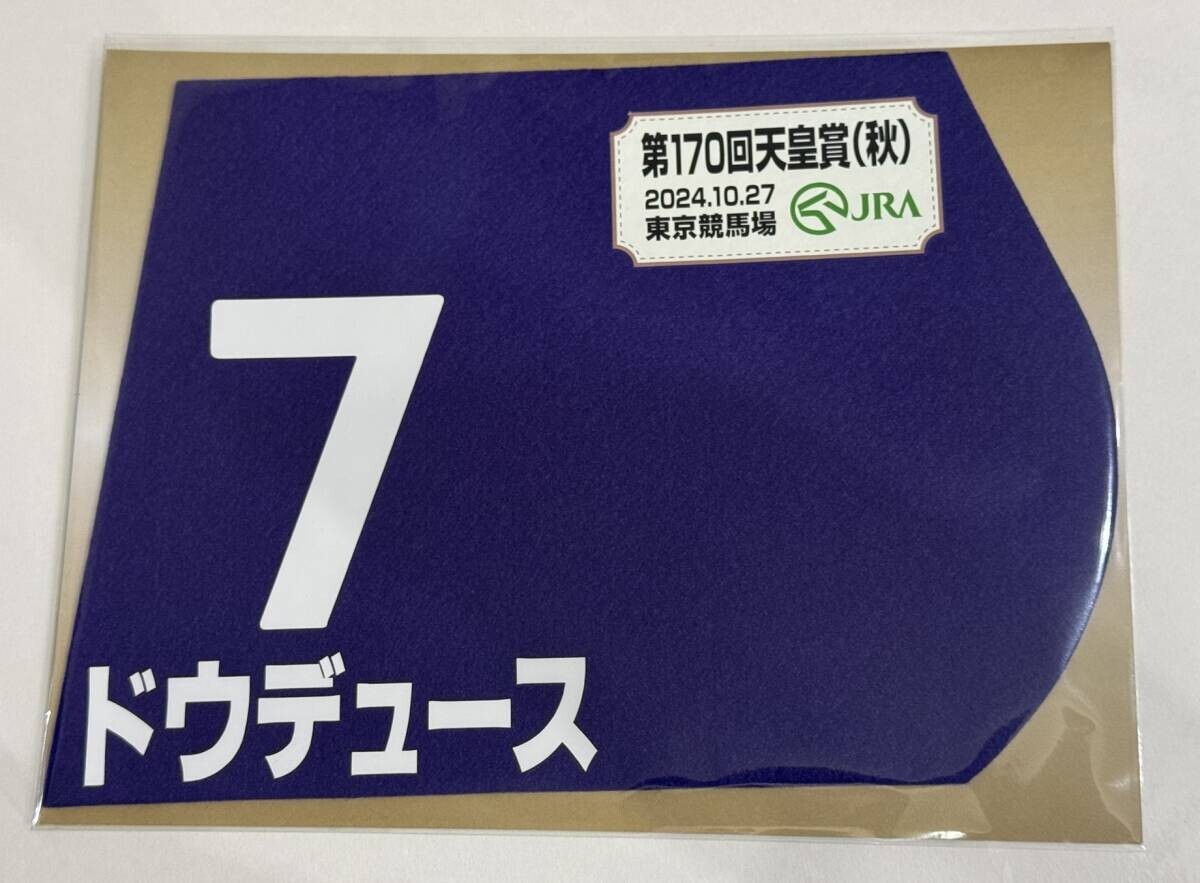 第170回天皇賞(秋)
2024.10.27
東京競馬場
JRA
7
ドウデュース